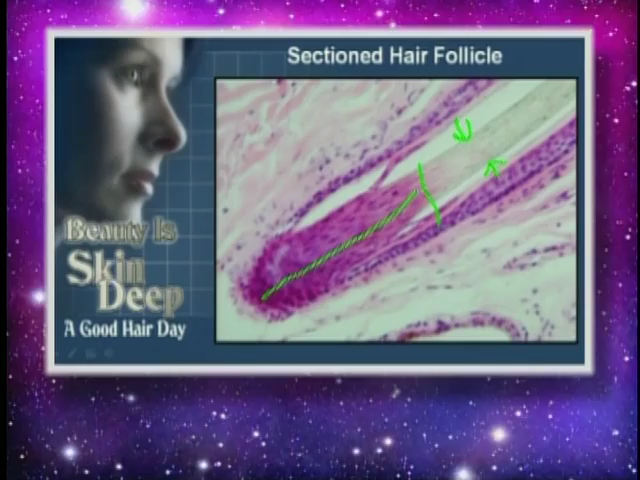 Sectioned Hair Follicle
Beauty Is
Skin
Deep
A Good Hair Day